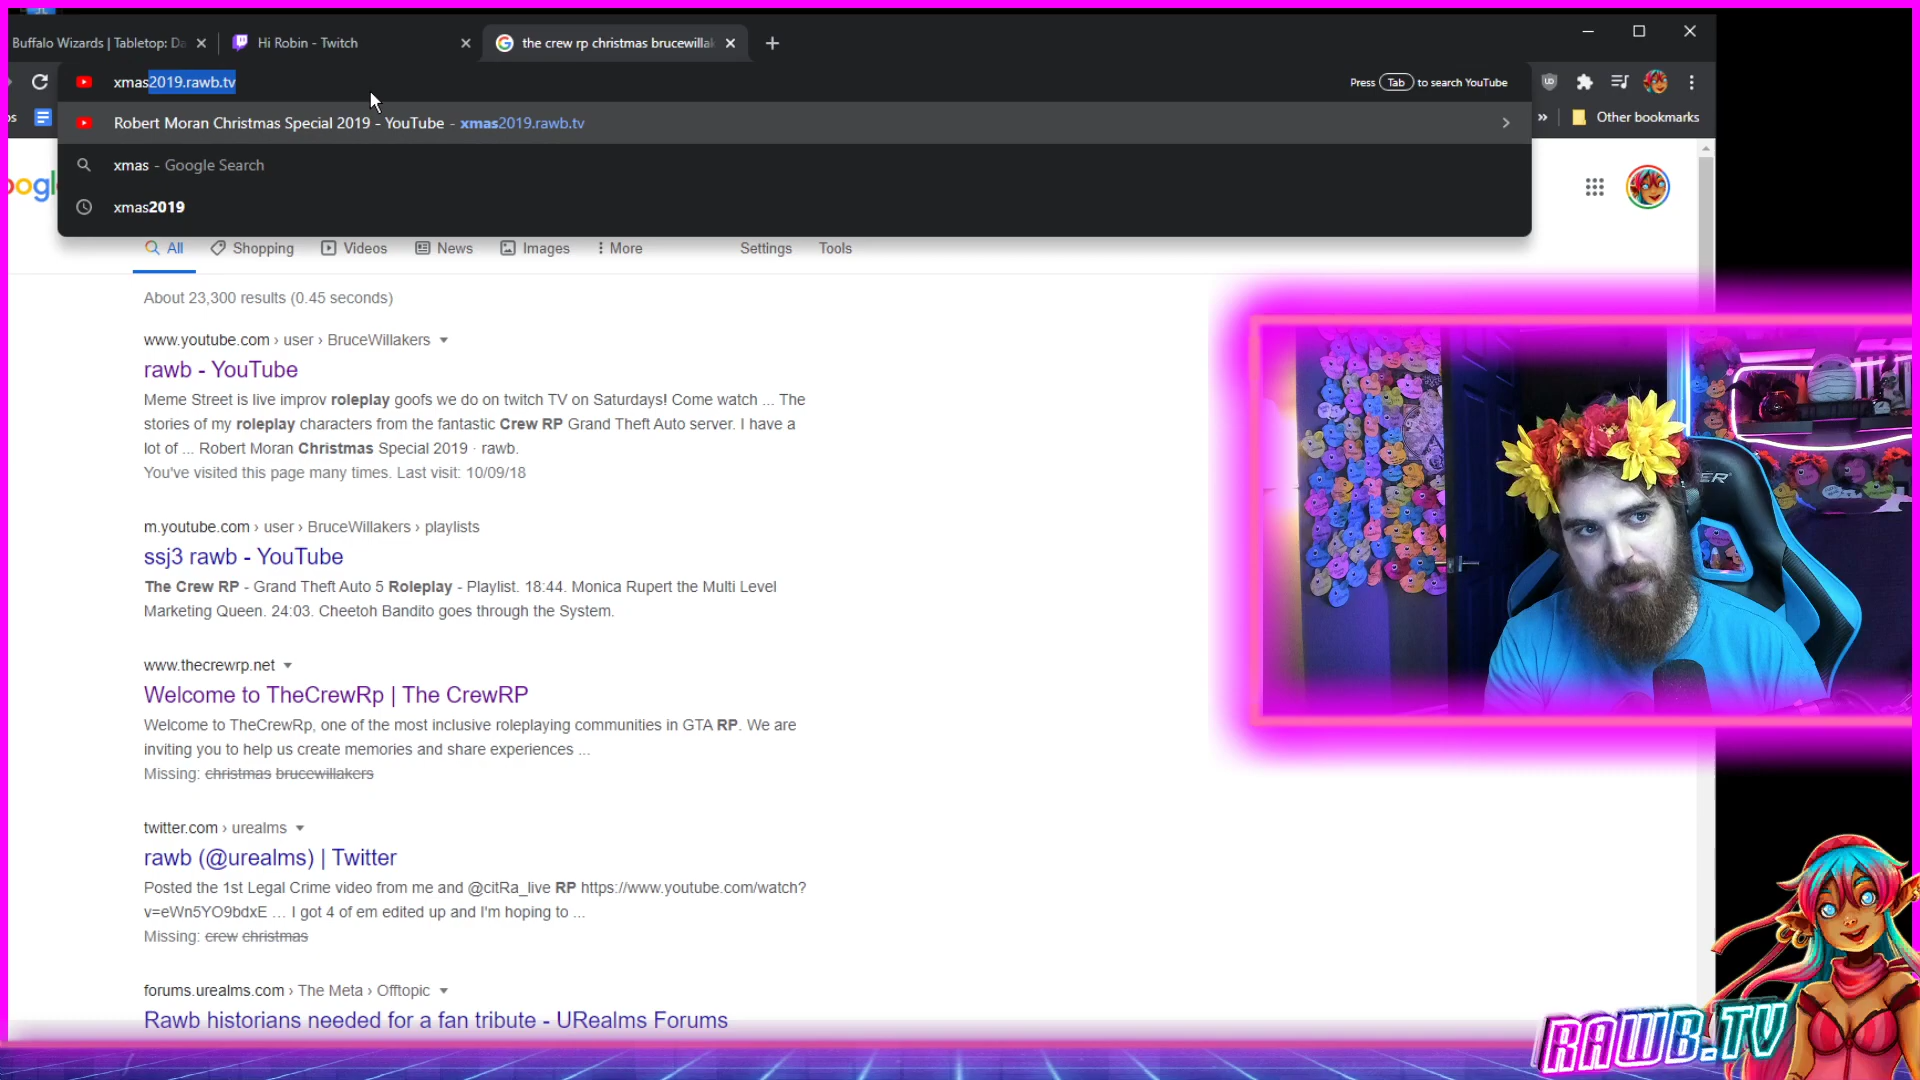 Buffalo Wizards | Tabletop: Da
Hi Robin - Twitch
the crew rp christmas brucewilla
xmas2019.rawb.tv
Press Tab to search YouTube
Robert Moran Christmas Special 2019 - YouTube - xmas2019.rawb.tv
Other bookmarks
xmas - Google Search
xmas2019
All
Shopping
Videos
News
Images
More
Settings
Tools
About 23,300 results (0.45 seconds)
www.youtube.com › user › BruceWillakers
rawb - YouTube
Meme Street is live improv roleplay goofs we do on twitch TV on Saturdays! Come watch ... The
stories of my roleplay characters from the fantastic Crew RP Grand Theft Auto server. I have a
lot of ... Robert Moran Christmas Special 2019 · rawb.
You've visited this page many times. Last visit: 10/09/18
m.youtube.com › user › BruceWillakers › playlists
ssj3 rawb - YouTube
The Crew RP - Grand Theft Auto 5 Roleplay - Playlist. 18:44. Monica Rupert the Multi Level
Marketing Queen. 24:03. Cheetoh Bandito goes through the System.
www.thecrewrp.net
Welcome to TheCrewRp | The CrewRP
Welcome to TheCrewRp, one of the most inclusive roleplaying communities in GTA RP. We are
inviting you to help us create memories and share experiences ...
Missing: christmas brucewillakers
twitter.com › urealms
rawb (@urealms) | Twitter
Posted the 1st Legal Crime video from me and @citRa_live RP https://www.youtube.com/watch?
v=eWn5YO9bdxE ... I got 4 of em edited up and I'm hoping to ...
Missing: crew christmas
forums.urealms.com › The Meta › Offtopic
Rawb historians needed for a fan tribute - URealms Forums
RAWB.TV